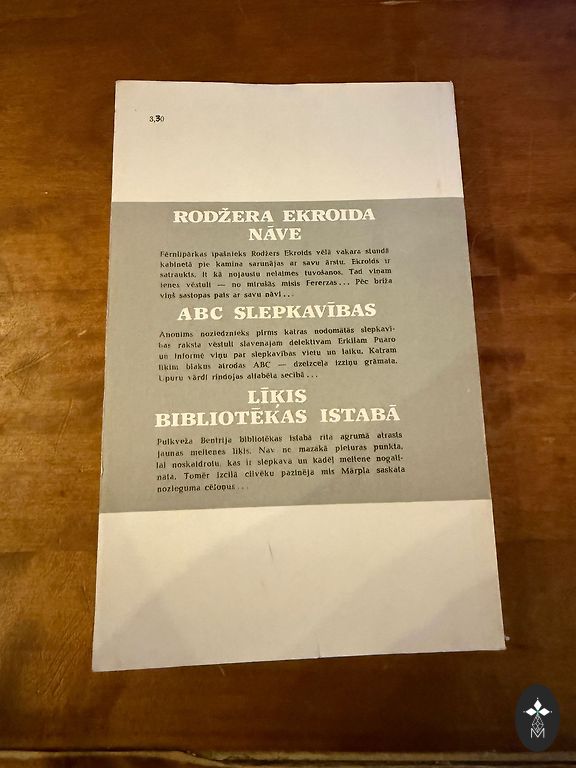 3,30
RODŽERA EKROIDA
NĀVE
Fērnlipārkas īpašnieks Rodžers Ekroids vēlā vakara stundā
kabinetā pie kamīna sarunājas ar savu ārstu. Ekroids ir
satraukts, it kā nojaustu nelaimes tuvošanos. Tad viņam
ienes vēstuli — no mirušās misis Fererzas... Pēc brīža
viņš sastopas pats ar savu nāvi...
ABC SLEPKAVĪBAS
Anonīms noziedznieks pirms katras nodomātās slepkavī-
bas raksta vēstuli slavenajam detektīvam Erkilam Puaro
un informē viņu par slepkavības vietu un laiku. Katram
līķim blakus atrodas ABC — dzelzceļa izziņu grāmata.
Upuru vārdi rindojas alfabēta secībā...
LĪĶIS
BIBLIOTĒKAS ISTABĀ
Pulkveža Bentrija bibliotēkas istabā rīta agrumā atrasts
jaunas meitenes līķis. Nav ne mazākā pieturas punkta,
lai noskaidrotu, kas ir slepkava un kādēļ meitene nogali-
nāta. Tomēr izcilā cilvēku pazinēja mis Mārpla saskata
nozieguma cēloņus...
M